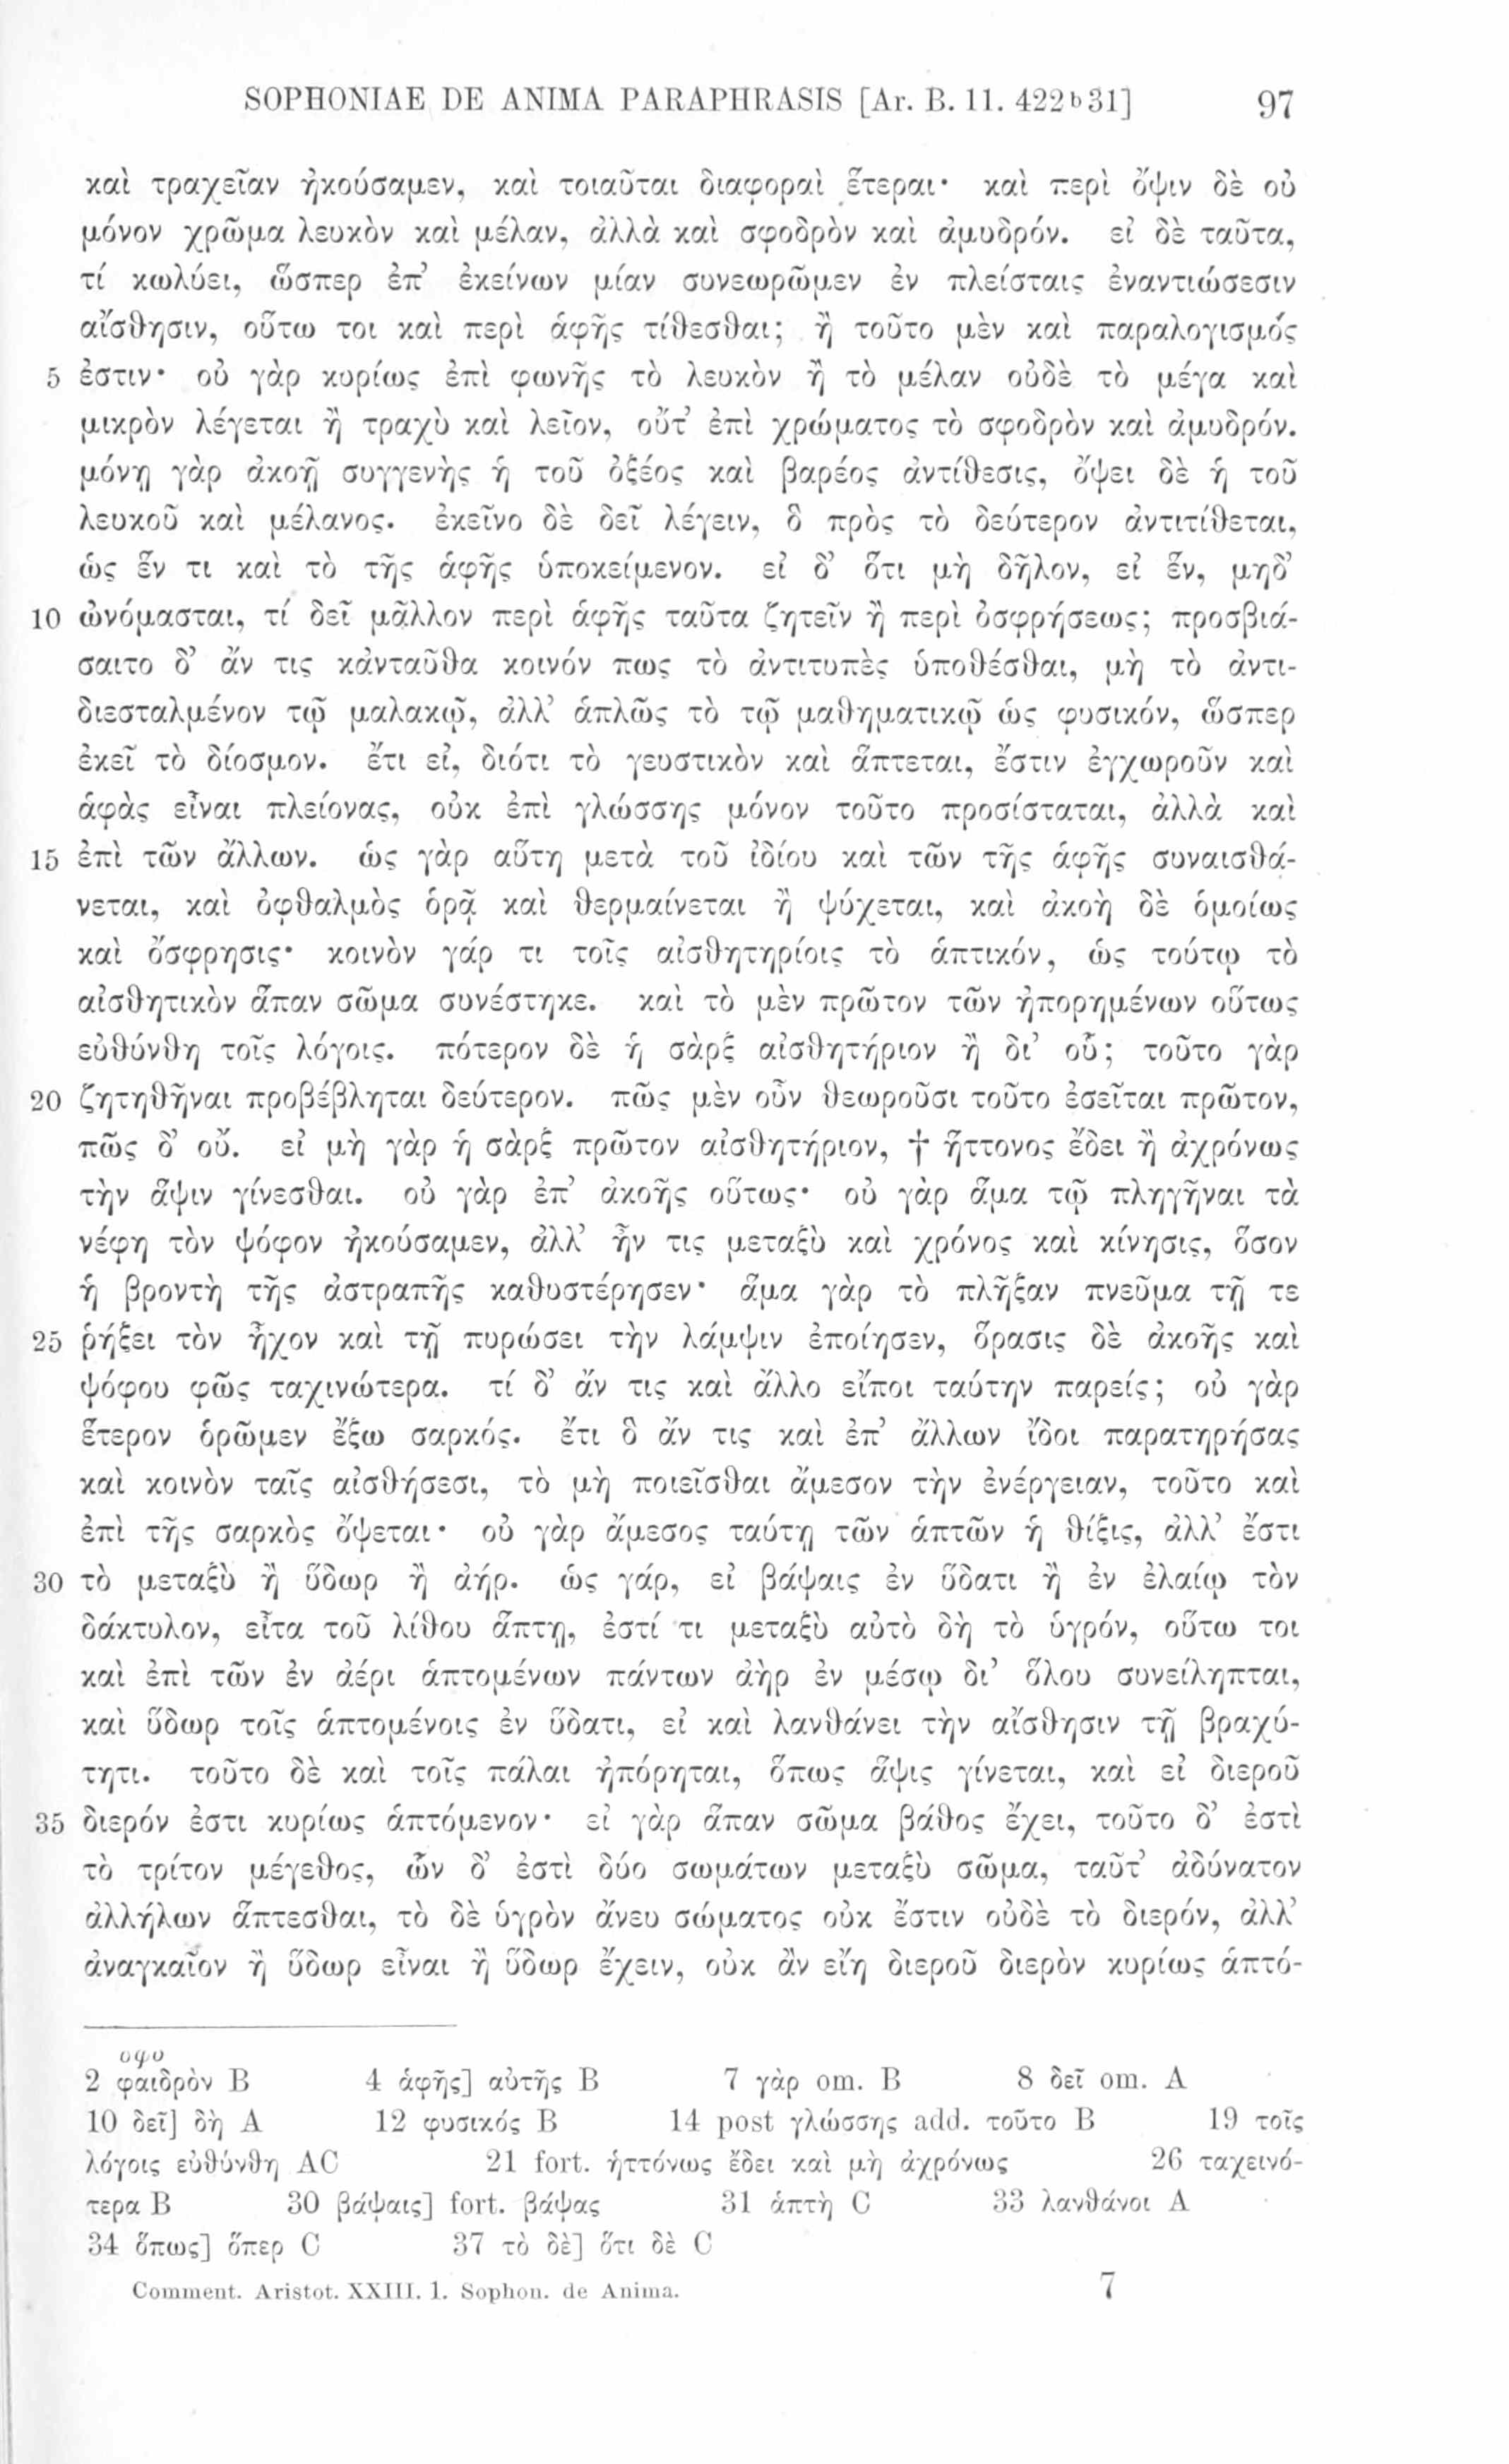 SOPHONIAE DE ANIMA PARAPHRASIS [Ar. B. 11. 422ᵇ31] 97
καὶ τραχεῖαν ἠκούσαμεν, καὶ τοιαῦται διαφοραὶ ἕτεραι· καὶ περὶ ὄψιν δὲ οὐ
μόνον χρῶμα λευκὸν καὶ μέλαν, ἀλλὰ καὶ σφοδρὸν καὶ ἀμυδρόν. εἰ δὲ ταῦτα,
τί κωλύει, ὥσπερ ἐπ’ ἐκείνων μίαν συνεωρῶμεν ἐν πλείσταις ἐναντιώσεσιν
αἴσθησιν, οὕτω τοι καὶ περὶ ἁφῆς τίθεσθαι; ἢ τοῦτο μὲν καὶ παραλογισμός
5 ἐστιν· οὐ γὰρ κυρίως ἐπὶ φωνῆς τὸ λευκὸν ἢ τὸ μέλαν οὐδὲ τὸ μέγα καὶ
μικρὸν λέγεται ἢ τραχὺ καὶ λεῖον, οὔτ’ ἐπὶ χρώματος τὸ σφοδρὸν καὶ ἀμυδρόν.
μόνῃ γὰρ ἀκοῇ συγγενὴς ἡ τοῦ ὀξέος καὶ βαρέος ἀντίθεσις, ὄψει δὲ ἡ τοῦ
λευκοῦ καὶ μέλανος. ἐκεῖνο δὲ δεῖ λέγειν, ὃ πρὸς τὸ δεύτερον ἀντιτίθεται,
ὡς ἕν τι καὶ τὸ τῆς ἁφῆς ὑποκείμενον. εἰ δ’ ὅτι μὴ δῆλον, εἰ ἕν, μηδ’
10 ὠνόμασται, τί δεῖ μᾶλλον περὶ ἁφῆς ταῦτα ζητεῖν ἢ περὶ ὀσφρήσεως; προσβιά-
σαιτο δ’ ἄν τις κἀνταῦθα κοινόν πως τὸ ἀντιτυπὲς ὑποθέσθαι, μὴ τὸ ἀντι-
διεσταλμένον τῷ μαλακῷ, ἀλλ’ ἁπλῶς τὸ τῷ μαθηματικῷ ὡς φυσικόν, ὥσπερ
ἐκεῖ τὸ δίοσμον. ἔτι εἰ, διότι τὸ γευστικὸν καὶ ἅπτεται, ἔστιν ἐγχωροῦν καὶ
ἁφὰς εἶναι πλείονας, οὐκ ἐπὶ γλώσσης μόνον τοῦτο προσίσταται, ἀλλὰ καὶ
15 ἐπὶ τῶν ἄλλων. ὡς γὰρ αὕτη μετὰ τοῦ ἰδίου καὶ τῶν τῆς ἁφῆς συναισθά-
νεται, καὶ ὀφθαλμὸς ὁρᾷ καὶ θερμαίνεται ἢ ψύχεται, καὶ ἀκοὴ δὲ ὁμοίως
καὶ ὄσφρησις· κοινὸν γάρ τι τοῖς αἰσθητηρίοις τὸ ἁπτικόν, ὡς τούτῳ τὸ
αἰσθητικὸν ἅπαν σῶμα συνέστηκε. καὶ τὸ μὲν πρῶτον τῶν ἠπορημένων οὕτως
εὐθύνθη τοῖς λόγοις. πότερον δὲ ἡ σὰρξ αἰσθητήριον ἢ δι’ οὗ; τοῦτο γὰρ
20 ζητηθῆναι προβέβληται δεύτερον. πῶς μὲν οὖν θεωροῦσι τοῦτο ἐσεῖται πρῶτον,
πῶς δ’ οὔ. εἰ μὴ γὰρ ἡ σὰρξ πρῶτον αἰσθητήριον, † ἥττονος ἔδει ἢ ἀχρόνως
τὴν ἅψιν γίνεσθαι. οὐ γὰρ ἐπ’ ἀκοῆς οὕτως· οὐ γὰρ ἅμα τῷ πληγῆναι τὰ
νέφη τὸν ψόφον ἠκούσαμεν, ἀλλ’ ἦν τις μεταξὺ καὶ χρόνος καὶ κίνησις, ὅσον
ἡ βροντὴ τῆς ἀστραπῆς καθυστέρησεν· ἅμα γὰρ τὸ πλῆξαν πνεῦμα τῇ τε
25 ῥήξει τὸν ἦχον καὶ τῇ πυρώσει τὴν λάμψιν ἐποίησεν, ὅρασις δὲ ἀκοῆς καὶ
ψόφου φῶς ταχινώτερα. τί δ’ ἄν τις καὶ ἄλλο εἴποι ταύτην παρείς; οὐ γὰρ
ἕτερον ὁρῶμεν ἔξω σαρκός. ἔτι ὃ ἄν τις καὶ ἐπ’ ἄλλων ἴδοι παρατηρήσας
καὶ κοινὸν ταῖς αἰσθήσεσι, τὸ μὴ ποιεῖσθαι ἄμεσον τὴν ἐνέργειαν, τοῦτο καὶ
ἐπὶ τῆς σαρκὸς ὄψεται· οὐ γὰρ ἄμεσος ταύτῃ τῶν ἁπτῶν ἡ θίξις, ἀλλ’ ἔστι
30 τὸ μεταξὺ ἢ ὕδωρ ἢ ἀήρ. ὡς γάρ, εἰ βάψαις ἐν ὕδατι ἢ ἐν ἐλαίῳ τὸν
δάκτυλον, εἶτα τοῦ λίθου ἅπτῃ, ἐστί τι μεταξὺ αὐτὸ δὴ τὸ ὑγρόν, οὕτω τοι
καὶ ἐπὶ τῶν ἐν ἀέρι ἁπτομένων πάντων ἀὴρ ἐν μέσῳ δι’ ὅλου συνείληπται,
καὶ ὕδωρ τοῖς ἁπτομένοις ἐν ὕδατι, εἰ καὶ λανθάνει τὴν αἴσθησιν τῇ βραχύ-
τητι. τοῦτο δὲ καὶ τοῖς πάλαι ἠπόρηται, ὅπως ἅψις γίνεται, καὶ εἰ διεροῦ
35 διερόν ἐστι κυρίως ἁπτόμενον· εἰ γὰρ ἅπαν σῶμα βάθος ἔχει, τοῦτο δ’ ἐστὶ
τὸ τρίτον μέγεθος, ὧν δ’ ἐστὶ δύο σωμάτων μεταξὺ σῶμα, ταῦτ’ ἀδύνατον
ἀλλήλων ἅπτεσθαι, τὸ δὲ ὑγρὸν ἄνευ σώματος οὐκ ἔστιν οὐδὲ τὸ διερόν, ἀλλ’
ἀναγκαῖον ἢ ὕδωρ εἶναι ἢ ὕδωρ ἔχειν, οὐκ ἂν εἴη διεροῦ διερὸν κυρίως ἁπτό-
οφο
2 φαιδρὸν B 4 ἁφῆς] αὐτῆς B 7 γὰρ om. B 8 δεῖ om. A
10 δεῖ] δὴ A 12 φυσικός B 14 post γλώσσης add. τοῦτο B 19 τοῖς
λόγοις εὐθύνθη AC 21 fort. ἡττόνως ἔδει καὶ μὴ ἀχρόνως 26 ταχεινό-
τερα B 30 βάψαις] fort. βάψας 31 ἁπτὴ C 33 λανθάνοι A
34 ὅπως] ὅπερ C 37 τὸ δὲ] ὅτι δὲ C
Comment. Aristot. XXIII. 1. Sophon. de Anima. 7